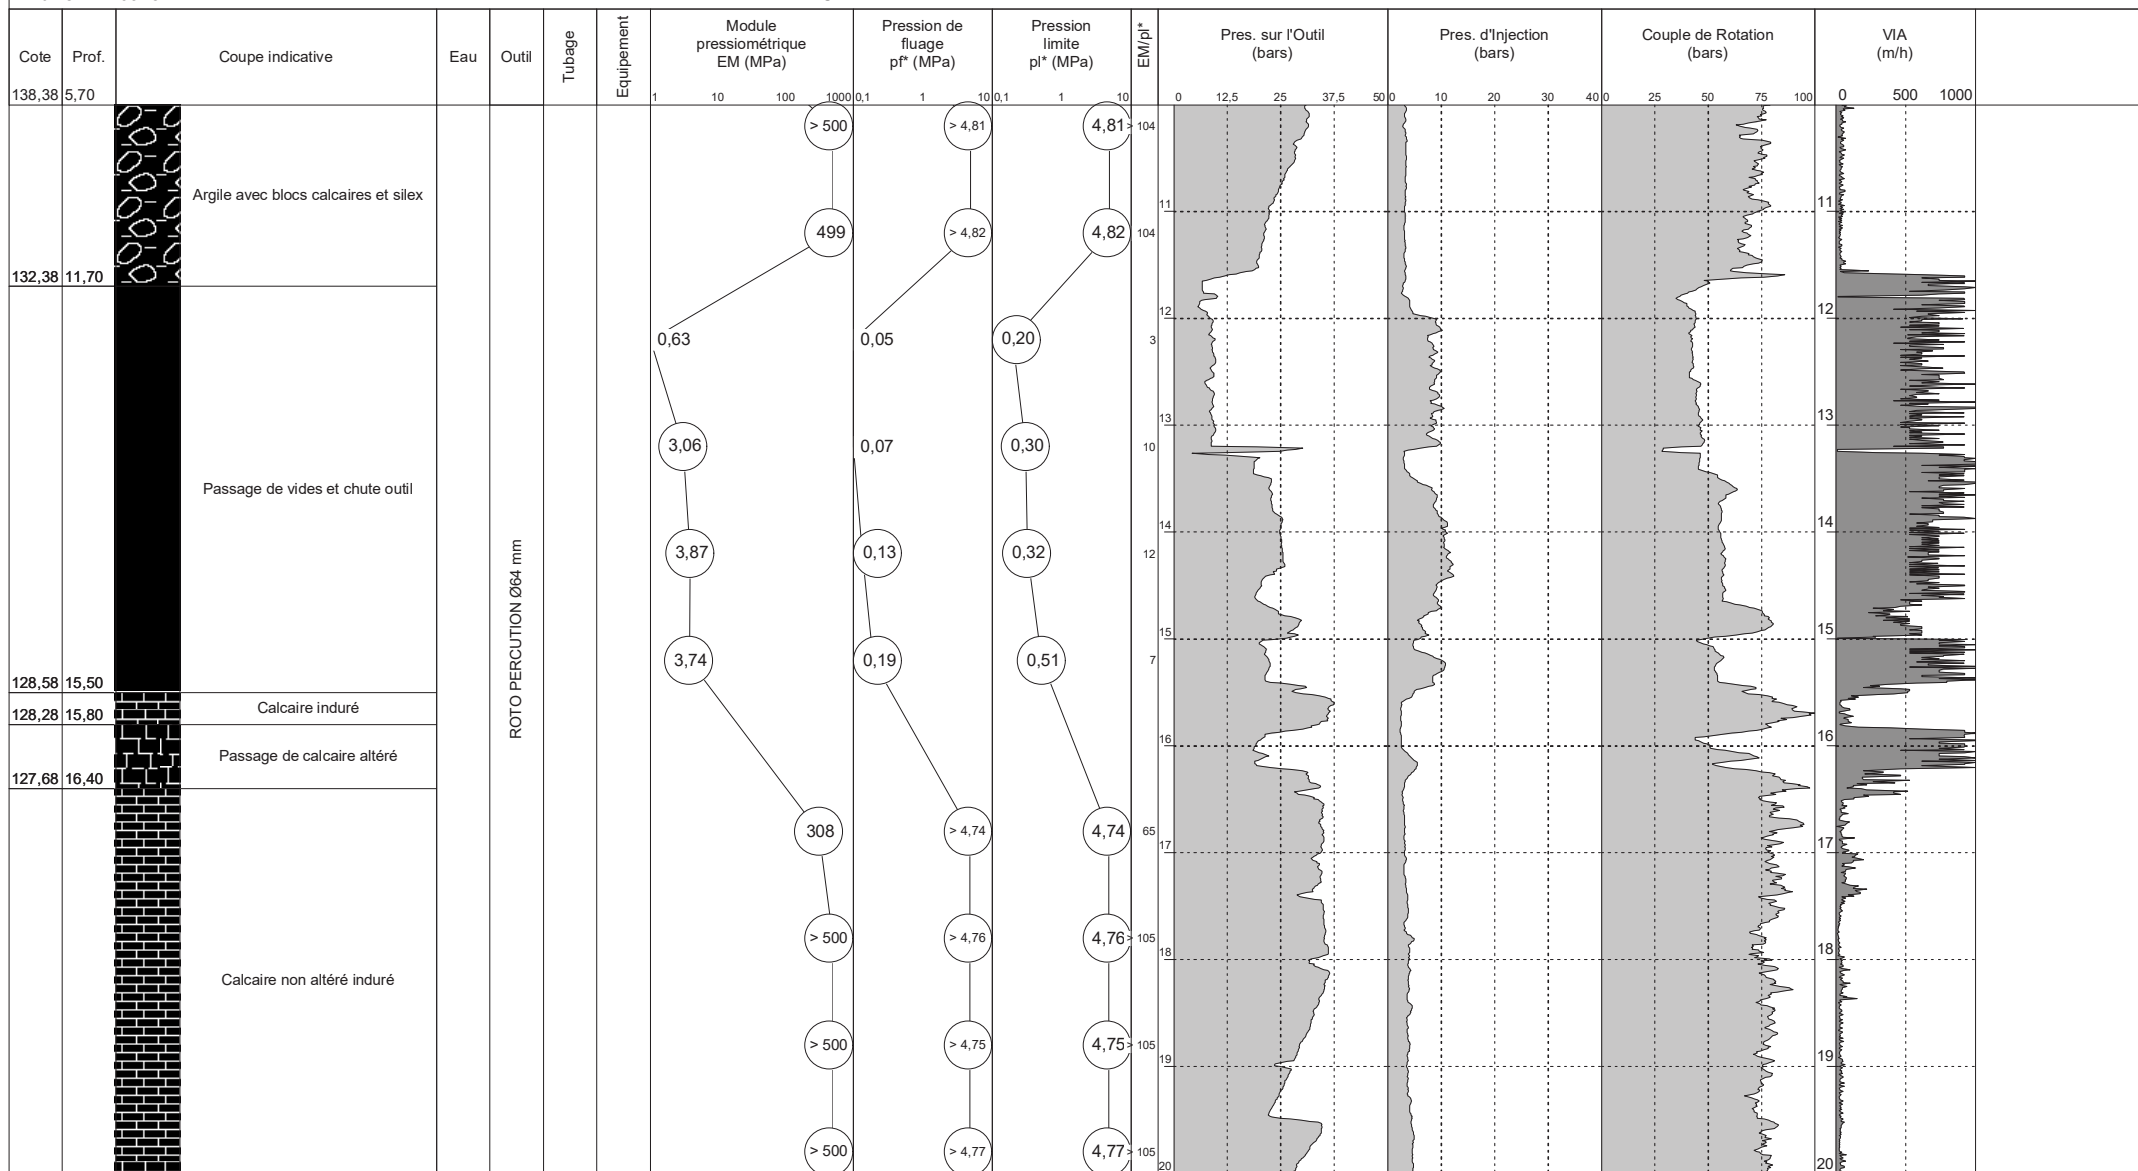 Cote
Prof.
Coupe indicative
Eau
Outil
Tubage
Equipement
Module
pressiométrique
EM (MPa)
Pression de
fluage
pf* (MPa)
Pression
limite
pl* (MPa)
EM/pl*
Pres. sur l'Outil
(bars)
Pres. d'Injection
(bars)
Couple de Rotation
(bars)
VIA
(m/h)
138,38 5,70
1 10 100 1000
0,1 1 10
0,1 1 10
0 12,5 25 37,5 50
0 10 20 30 40
0 25 50 75 100
0 500 1000
> 500 > 4,81 4,81 > 104
Argile avec blocs calcaires et silex
11 11
499 > 4,82 4,82 104
132,38 11,70
12 12
0,63 0,05 0,20 3
13 13
3,06 0,07 0,30 10
Passage de vides et chute outil
14 14
3,87 0,13 0,32 12
ROTO PERCUTION Ø64 mm
15 15
3,74 0,19 0,51 7
128,58 15,50
Calcaire induré
128,28 15,80
16 16
Passage de calcaire altéré
127,68 16,40
308 > 4,74 4,74 65
17 17
> 500 > 4,76 4,76 > 105
18 18
Calcaire non altéré induré
> 500 > 4,75 4,75 > 105
19 19
> 500 > 4,77 4,77 > 105
20 20